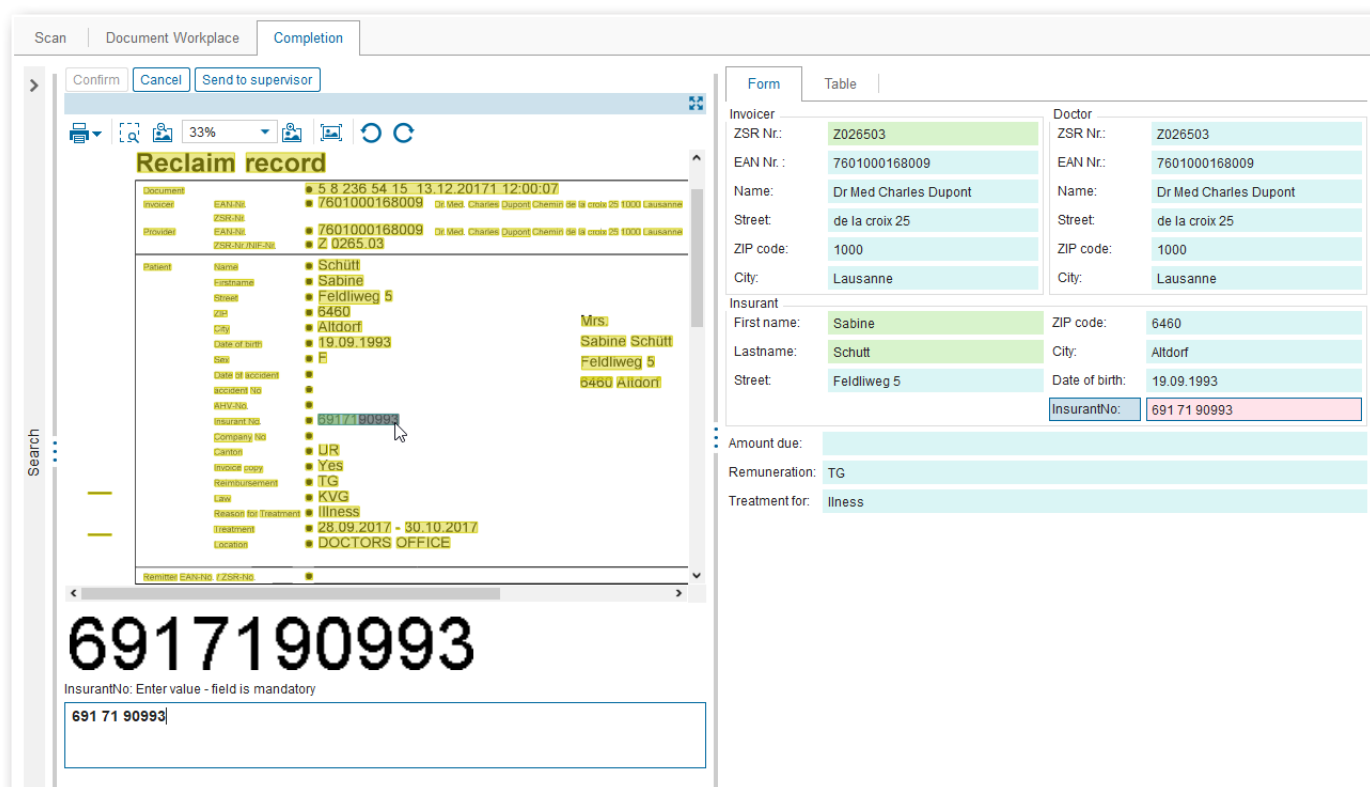 Scan Document Workplace Completion
Confirm Cancel Send to supervisor
33%
Reclaim record
Document 5 8 236 54 15 13.12.20171 12:00:07
Invoicer EAN-Nr. 7601000168009 Dr. Med. Charles Dupont Chemin de la croix 25 1000 Lausanne
ZSR-Nr.
Provider EAN-Nr. 7601000168009 Dr. Med. Charles Dupont Chemin de la croix 25 1000 Lausanne
ZSR-Nr./NIF-Nr. Z 0265.03
Patient Name Schütt
Firstname Sabine
Street Feldliweg 5
ZIP 6460
City Altdorf
Date of birth 19.09.1993
Sex F
Date of accident
accident No
AHV-No.
Insurant No. 6917190993
Company No
Canton UR
Invoice copy Yes
Reimbursement TG
Law KVG
Reason for Treatment Illness
Treatment 28.09.2017 - 30.10.2017
Location DOCTORS OFFICE
Mrs.
Sabine Schütt
Feldliweg 5
6460 Altdorf
Remitter EAN-No. / ZSR-No.
6917190993
InsurantNo: Enter value - field is mandatory
691 71 90993
Search
Form Table
Invoicer
ZSR Nr.: Z026503
EAN Nr. : 7601000168009
Name: Dr Med Charles Dupont
Street: de la croix 25
ZIP code: 1000
City: Lausanne
Doctor
ZSR Nr.: Z026503
EAN Nr.: 7601000168009
Name: Dr Med Charles Dupont
Street: de la croix 25
ZIP code: 1000
City: Lausanne
Insurant
First name: Sabine
Lastname: Schutt
Street: Feldliweg 5
ZIP code: 6460
City: Altdorf
Date of birth: 19.09.1993
InsurantNo: 691 71 90993
Amount due:
Remuneration: TG
Treatment for: Ilness